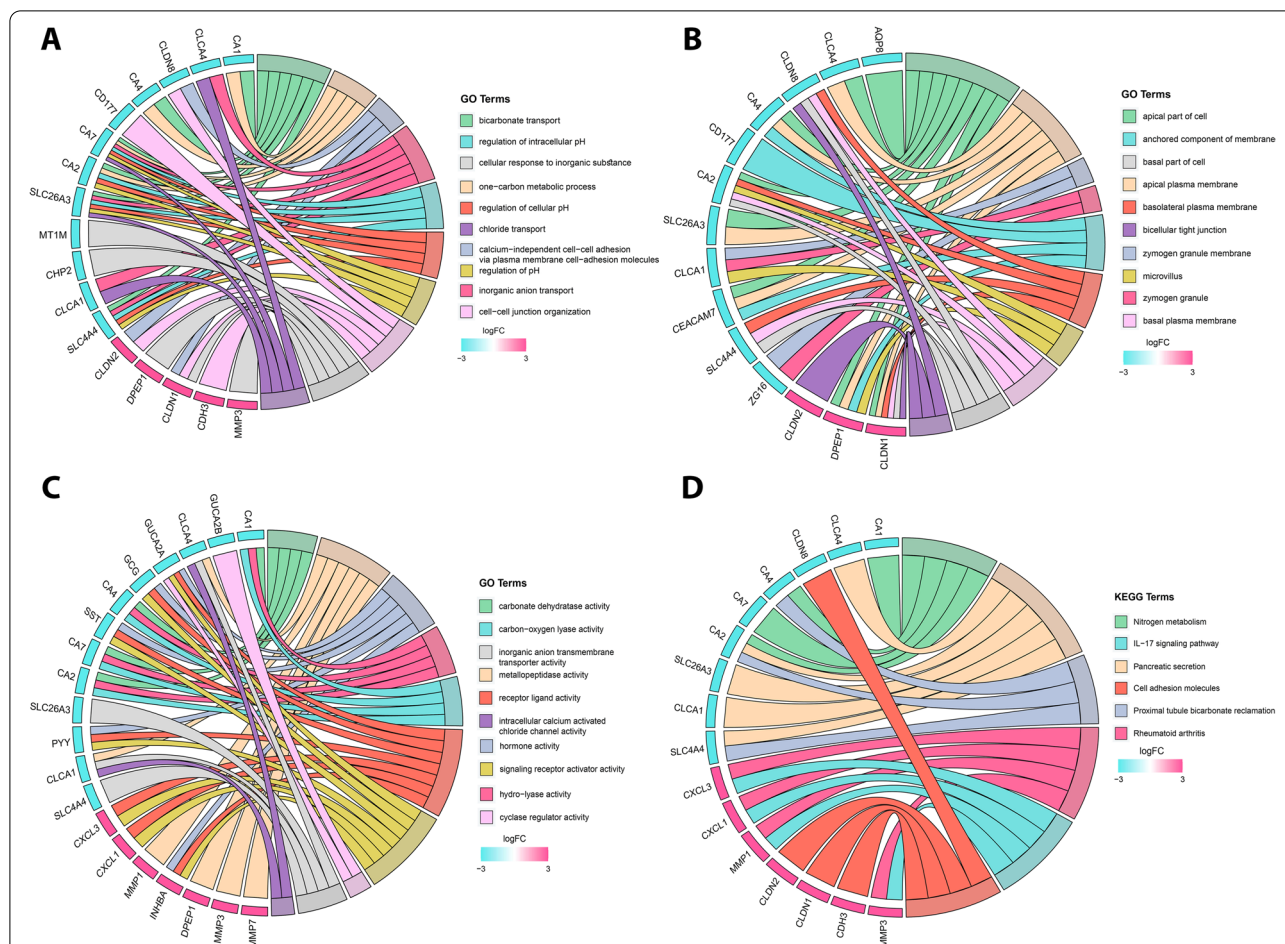 A
CA1
CLCA4
CLDN8
CA4
CD177
CA7
CA2
SLC26A3
MT1M
CHP2
CLCA1
SLC4A4
CLDN2
DPEP1
CLDN1
CDH3
MMP3
GO Terms
bicarbonate transport
regulation of intracellular pH
cellular response to inorganic substance
one−carbon metabolic process
regulation of cellular pH
chloride transport
calcium−independent cell−cell adhesion
via plasma membrane cell−adhesion molecules
regulation of pH
inorganic anion transport
cell−cell junction organization
logFC
−3 3
B
AQP8
CLCA4
CLDN8
CA4
CD177
CA2
SLC26A3
CLCA1
CEACAM7
SLC4A4
ZG16
CLDN2
DPEP1
CLDN1
GO Terms
apical part of cell
anchored component of membrane
basal part of cell
apical plasma membrane
basolateral plasma membrane
bicellular tight junction
zymogen granule membrane
microvillus
zymogen granule
basal plasma membrane
logFC
−3 3
C
CA1
GUCA2B
CLCA4
GUCA2A
GCG
CA4
SST
CA7
CA2
SLC26A3
PYY
CLCA1
SLC4A4
CXCL3
CXCL1
MMP1
INHBA
DPEP1
MMP3
MMP7
GO Terms
carbonate dehydratase activity
carbon−oxygen lyase activity
inorganic anion transmembrane
transporter activity
metallopeptidase activity
receptor ligand activity
intracellular calcium activated
chloride channel activity
hormone activity
signaling receptor activator activity
hydro−lyase activity
cyclase regulator activity
logFC
−3 3
D
CA1
CLCA4
CLDN8
CA4
CA7
CA2
SLC26A3
CLCA1
SLC4A4
CXCL3
CXCL1
MMP1
CLDN2
CLDN1
CDH3
MMP3
KEGG Terms
Nitrogen metabolism
IL−17 signaling pathway
Pancreatic secretion
Cell adhesion molecules
Proximal tubule bicarbonate reclamation
Rheumatoid arthritis
logFC
−3 3